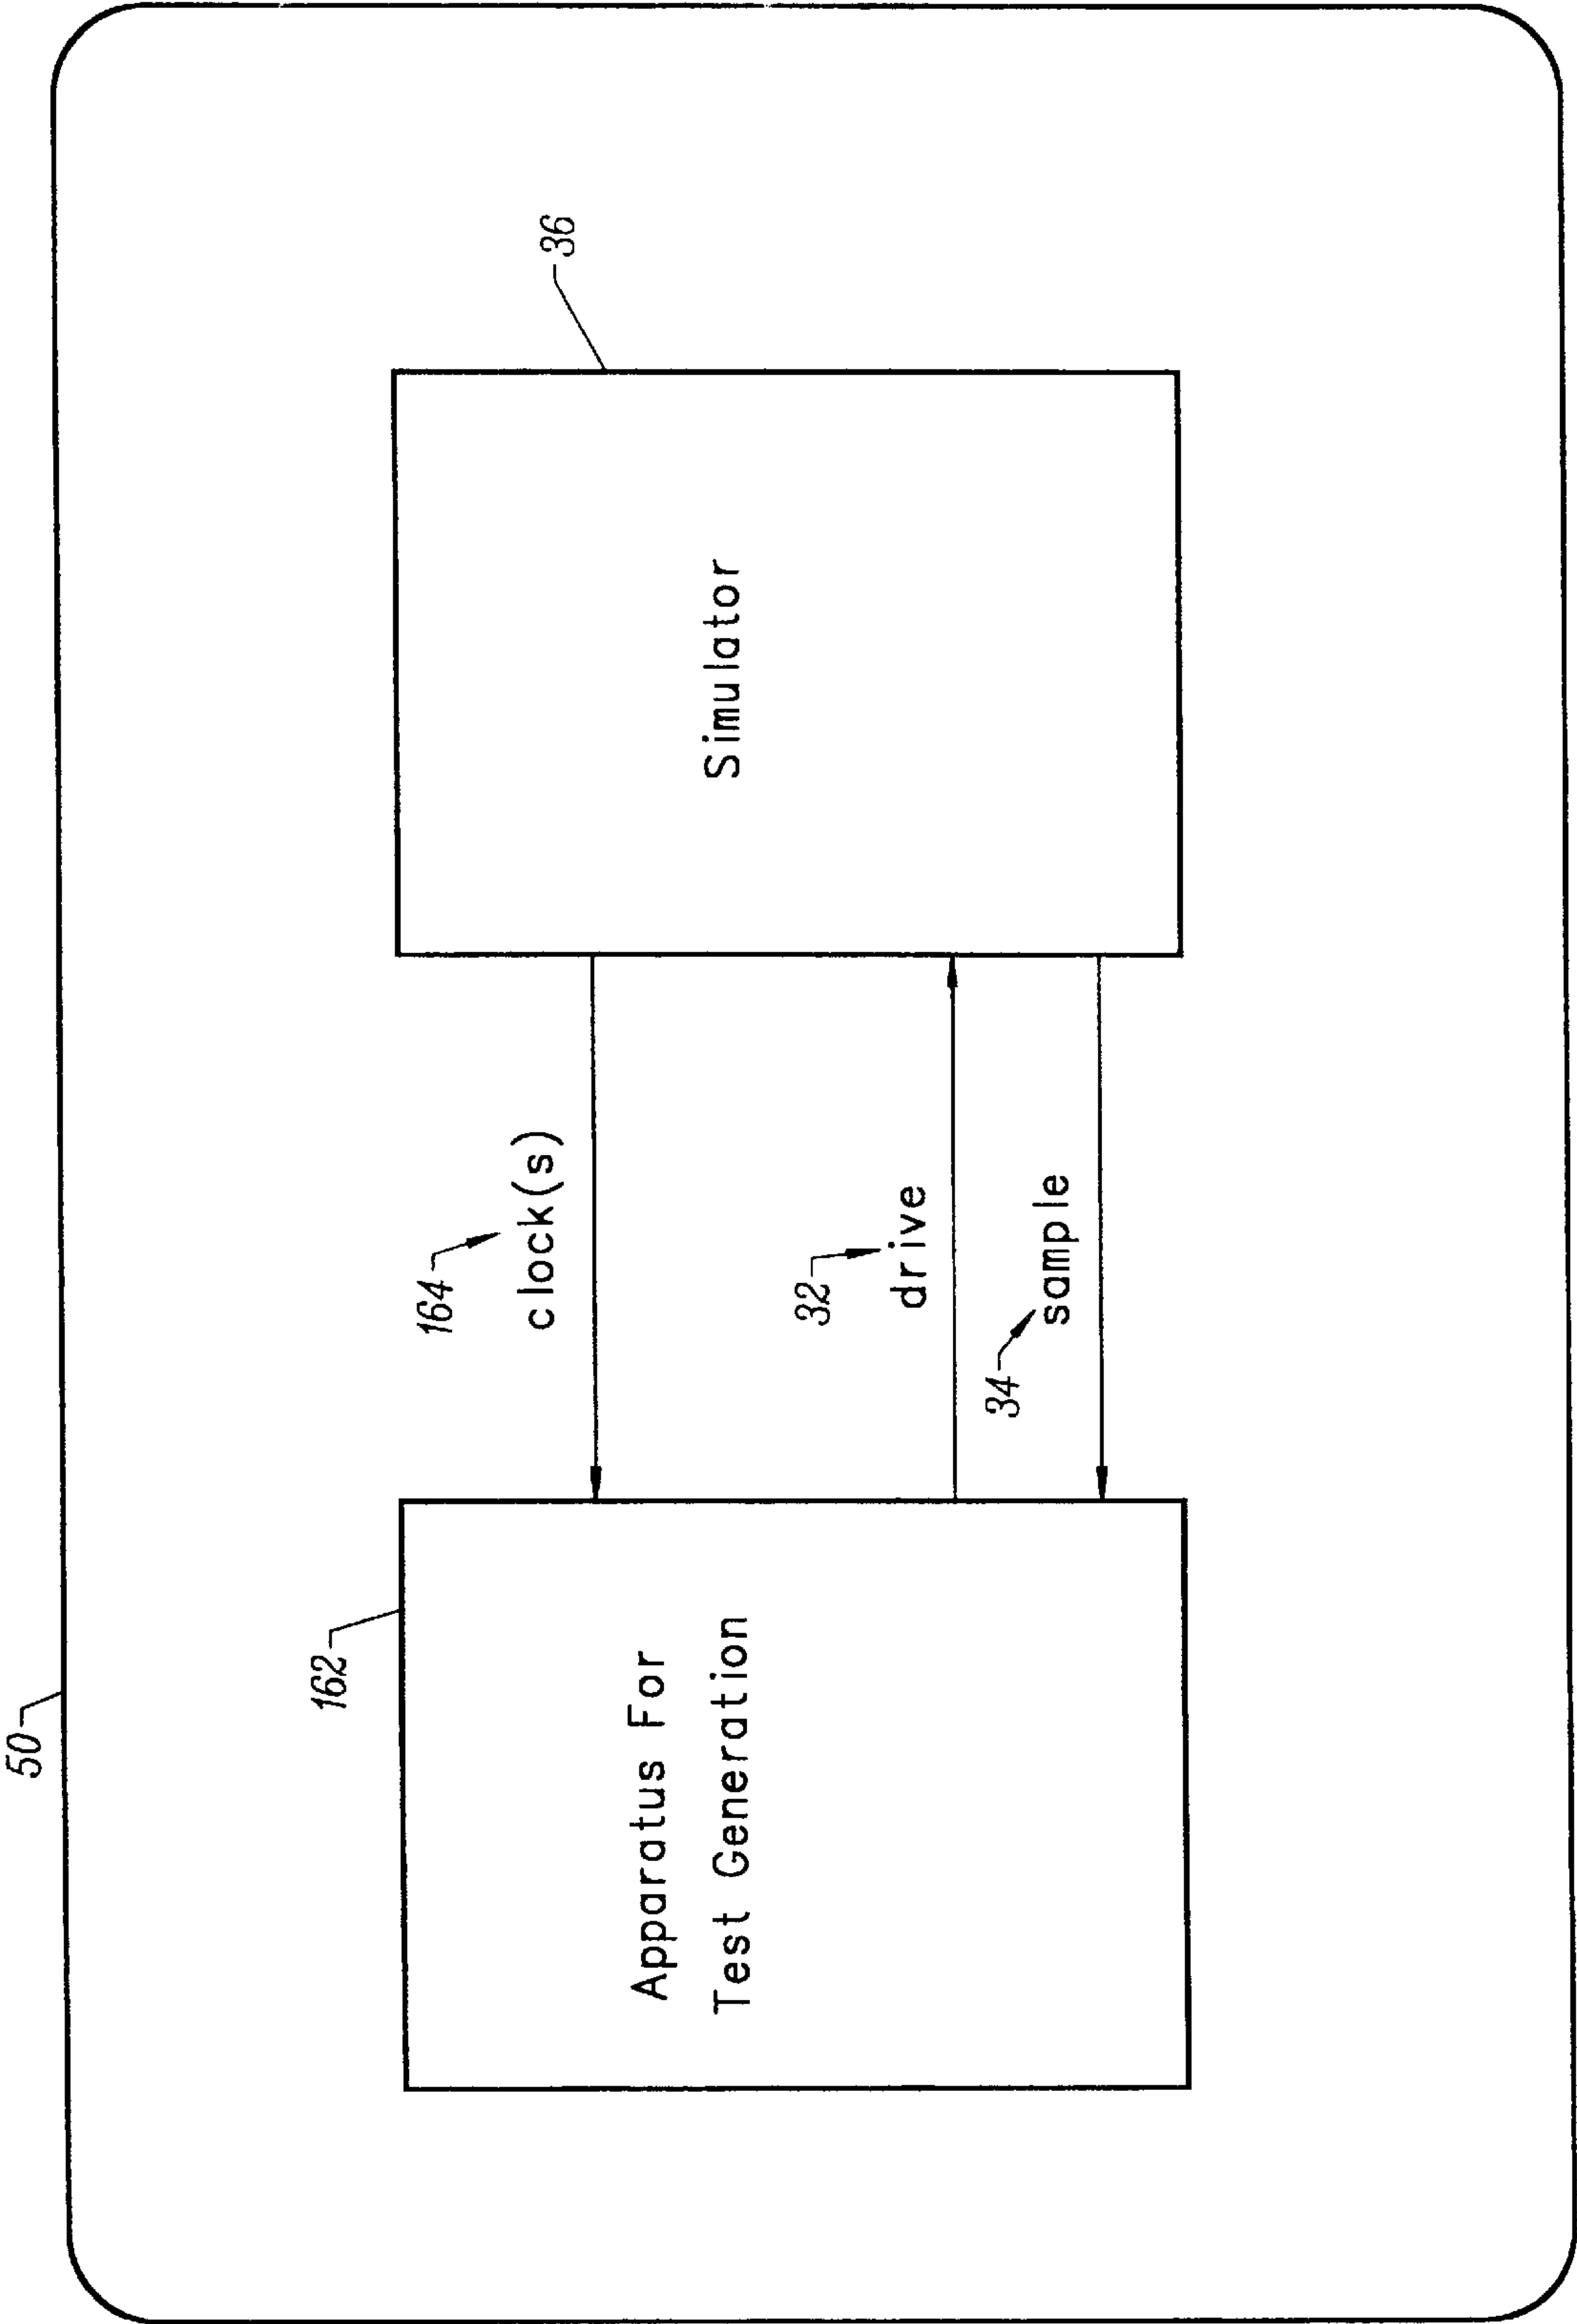 50
162
Apparatus For
Test Generation
164
clock(s)
32
drive
34
sample
36
Simulator